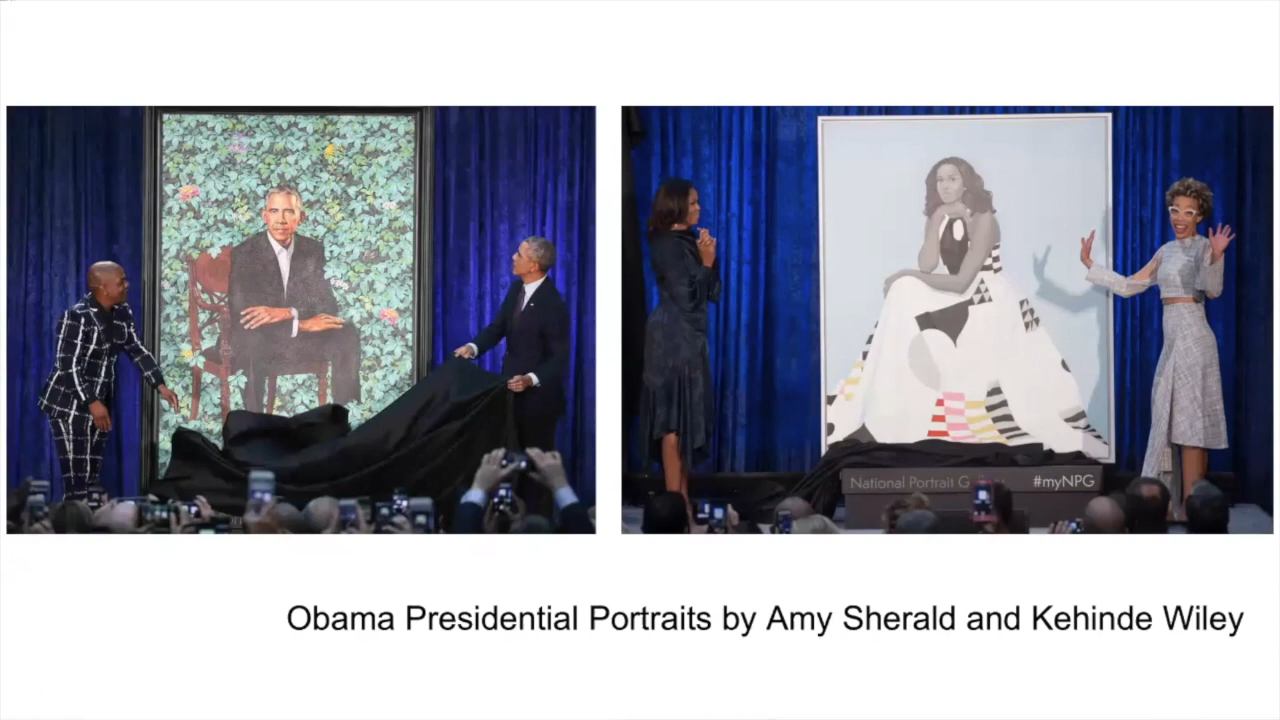 National Portrait G
#myNPG
Obama Presidential Portraits by Amy Sherald and Kehinde Wiley